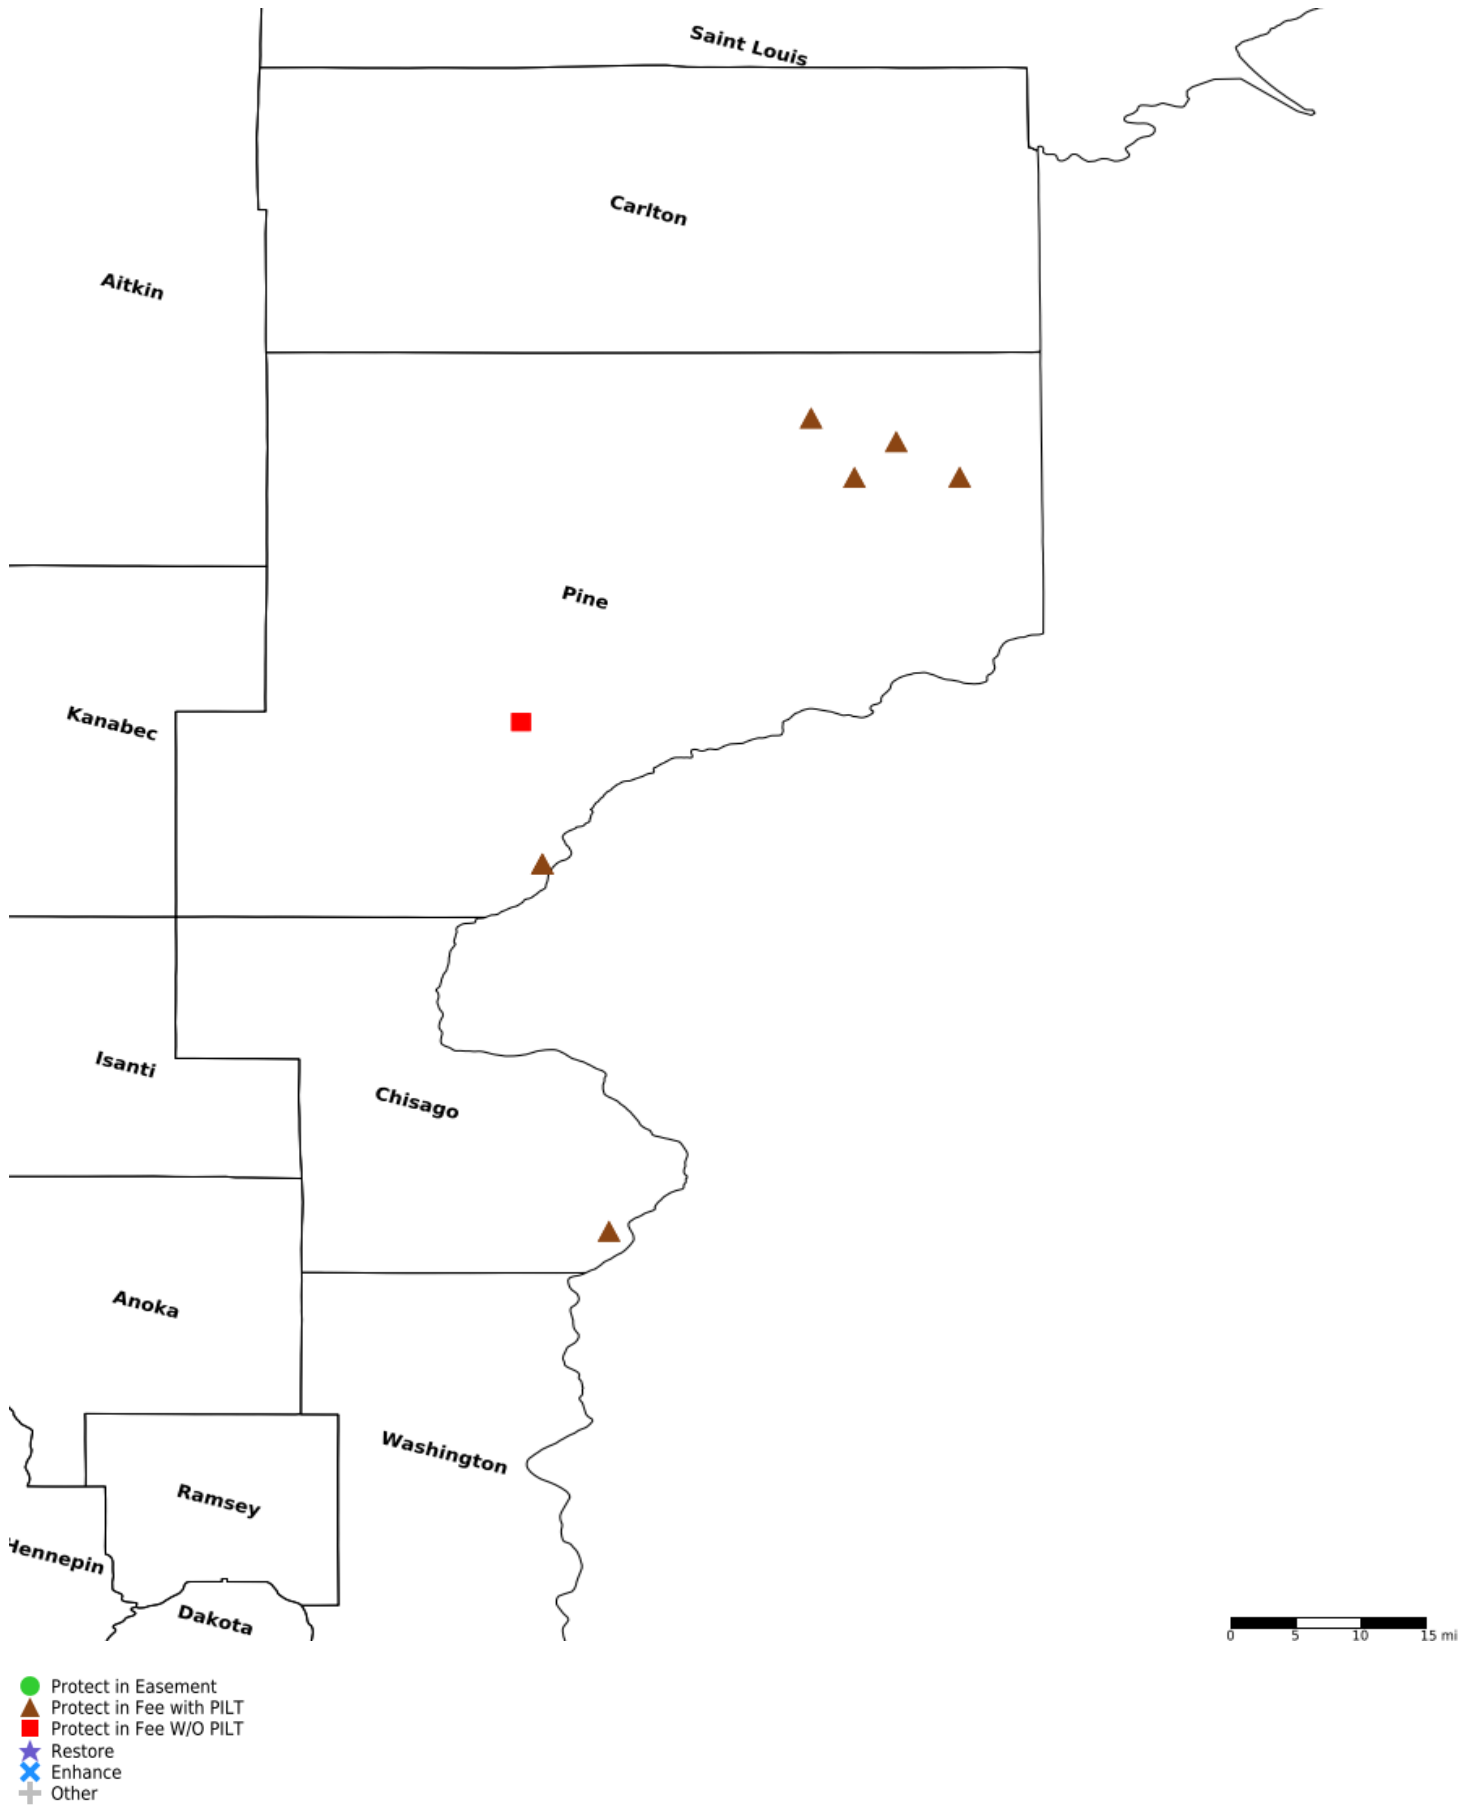 Saint Louis
Carlton
Aitkin
Pine
Kanabec
Isanti
Chisago
Anoka
Washington
Ramsey
Hennepin
Dakota
0 5 10 15 mi
Protect in Easement
Protect in Fee with PILT
Protect in Fee W/O PILT
Restore
Enhance
Other